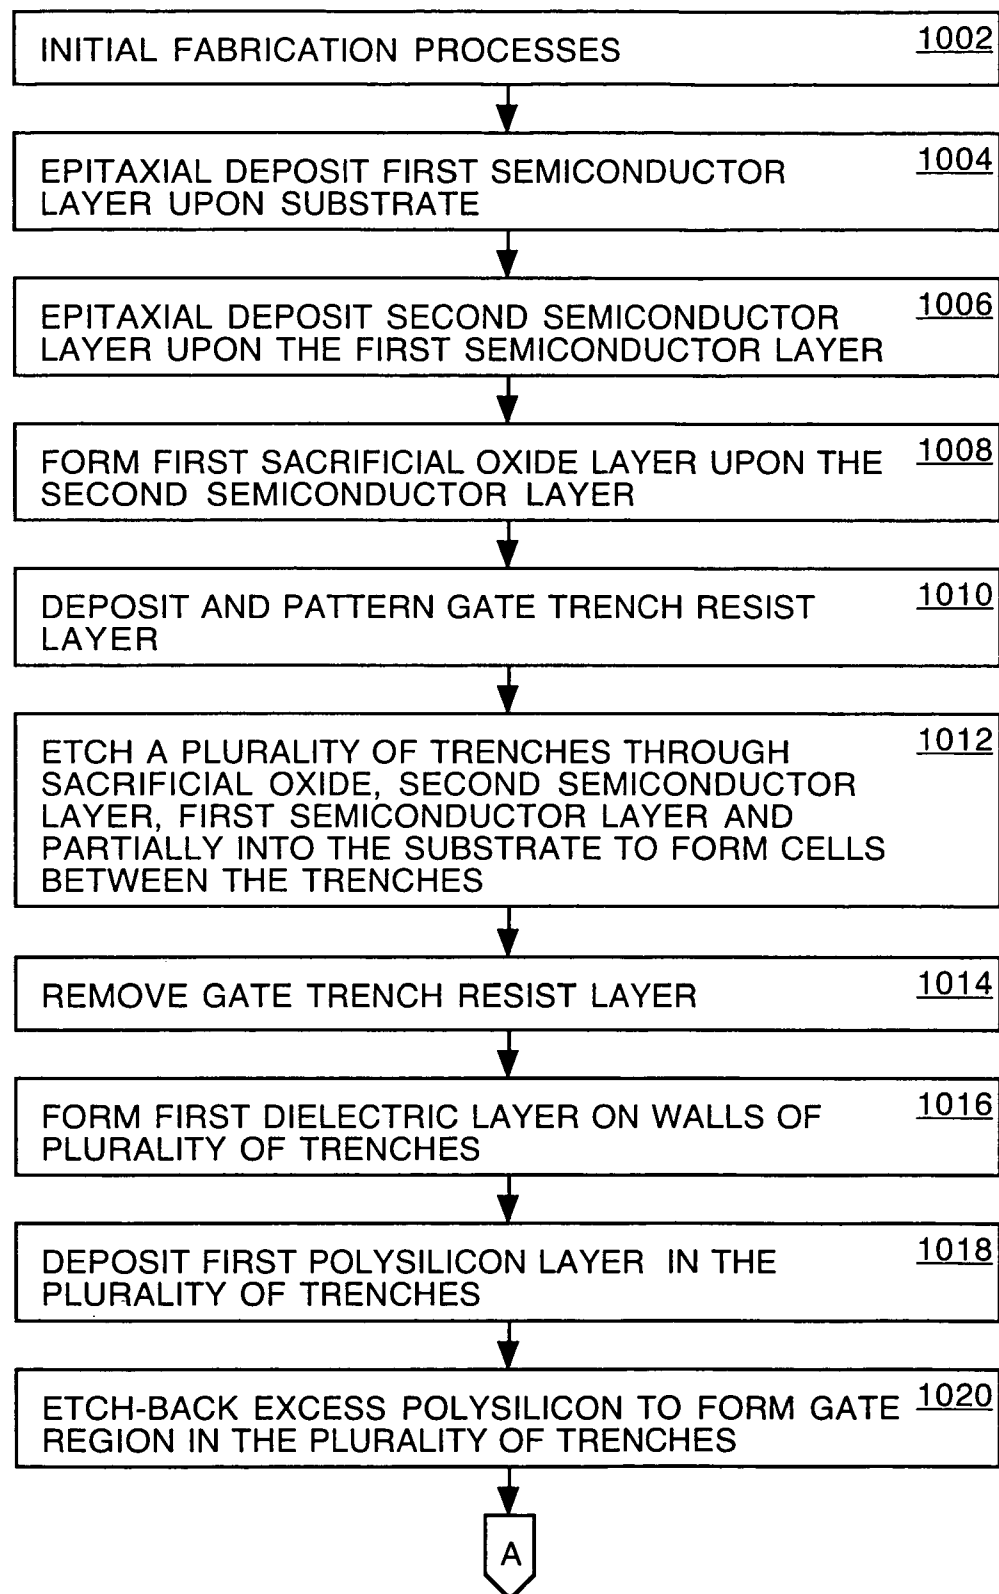 INITIAL FABRICATION PROCESSES 1002
EPITAXIAL DEPOSIT FIRST SEMICONDUCTOR 1004
LAYER UPON SUBSTRATE
EPITAXIAL DEPOSIT SECOND SEMICONDUCTOR 1006
LAYER UPON THE FIRST SEMICONDUCTOR LAYER
FORM FIRST SACRIFICIAL OXIDE LAYER UPON THE 1008
SECOND SEMICONDUCTOR LAYER
DEPOSIT AND PATTERN GATE TRENCH RESIST 1010
LAYER
ETCH A PLURALITY OF TRENCHES THROUGH 1012
SACRIFICIAL OXIDE, SECOND SEMICONDUCTOR
LAYER, FIRST SEMICONDUCTOR LAYER AND
PARTIALLY INTO THE SUBSTRATE TO FORM CELLS
BETWEEN THE TRENCHES
REMOVE GATE TRENCH RESIST LAYER 1014
FORM FIRST DIELECTRIC LAYER ON WALLS OF 1016
PLURALITY OF TRENCHES
DEPOSIT FIRST POLYSILICON LAYER IN THE 1018
PLURALITY OF TRENCHES
ETCH-BACK EXCESS POLYSILICON TO FORM GATE 1020
REGION IN THE PLURALITY OF TRENCHES
A